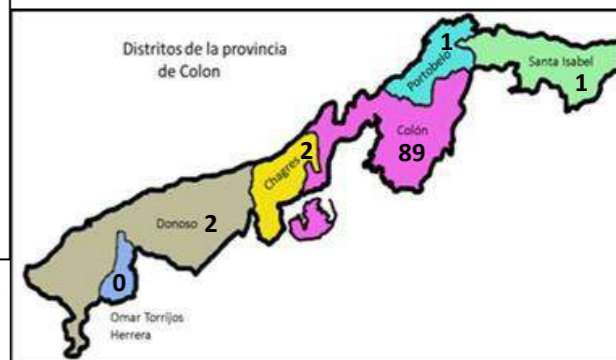 Distritos de la provincia
de Colon
1
Portobelo
Santa Isabel
1
Colón
89
2
Chagres
Donoso 2
0
Omar Torrijos
Herrera